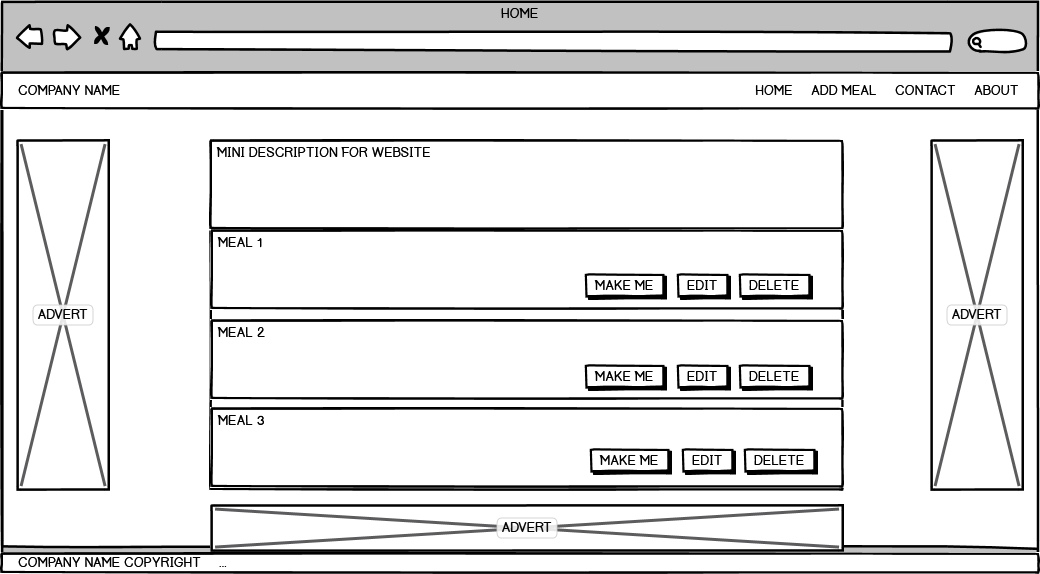 HOME
COMPANY NAME
HOME ADD MEAL CONTACT ABOUT
MINI DESCRIPTION FOR WEBSITE
MEAL 1
MAKE ME EDIT DELETE
ADVERT
ADVERT
MEAL 2
MAKE ME EDIT DELETE
MEAL 3
MAKE ME EDIT DELETE
ADVERT
COMPANY NAME COPYRIGHT ...